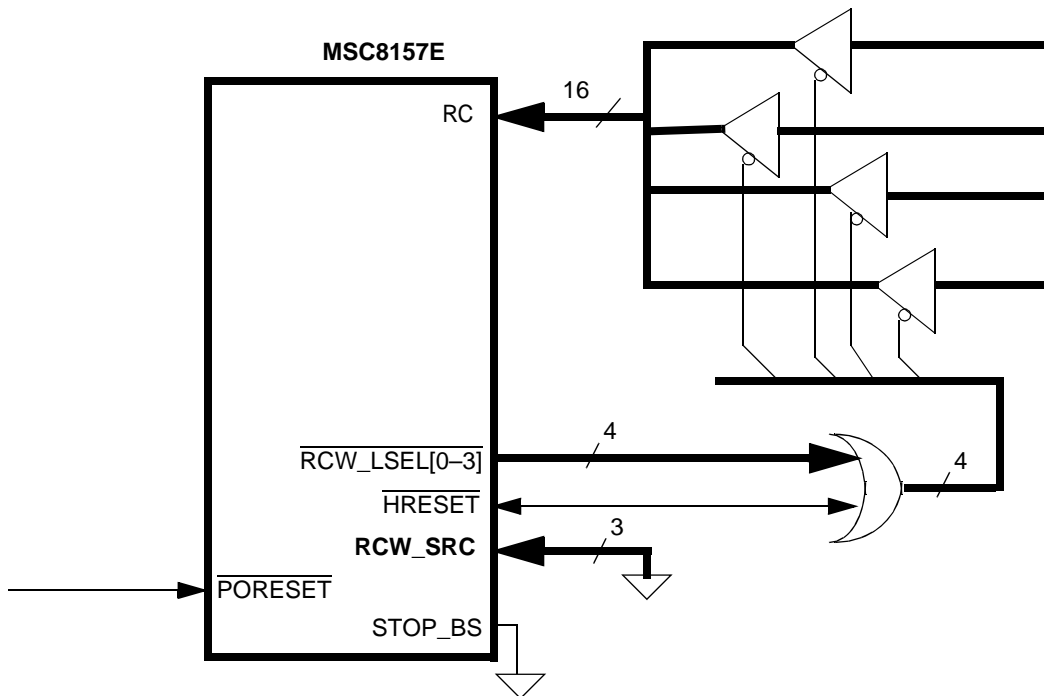 MSC8157E
16
RC
4
RCW_LSEL[0–3]
4
HRESET
3
RCW_SRC
PORESET
STOP_BS